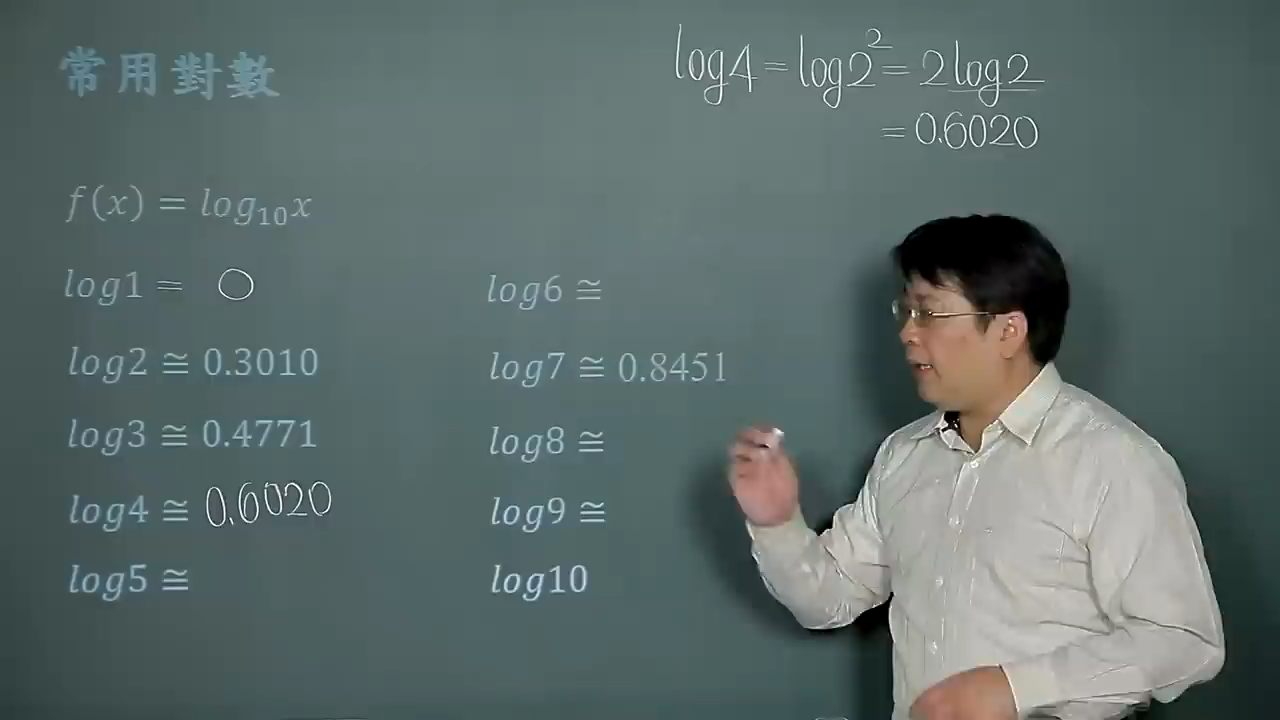 常用對數
log4 = log2² = 2log2
= 0.6020
f(x) = log₁₀x
log1 = 0
log2 ≅ 0.3010
log3 ≅ 0.4771
log4 ≅ 0.6020
log5 ≅
log6 ≅
log7 ≅ 0.8451
log8 ≅
log9 ≅
log10